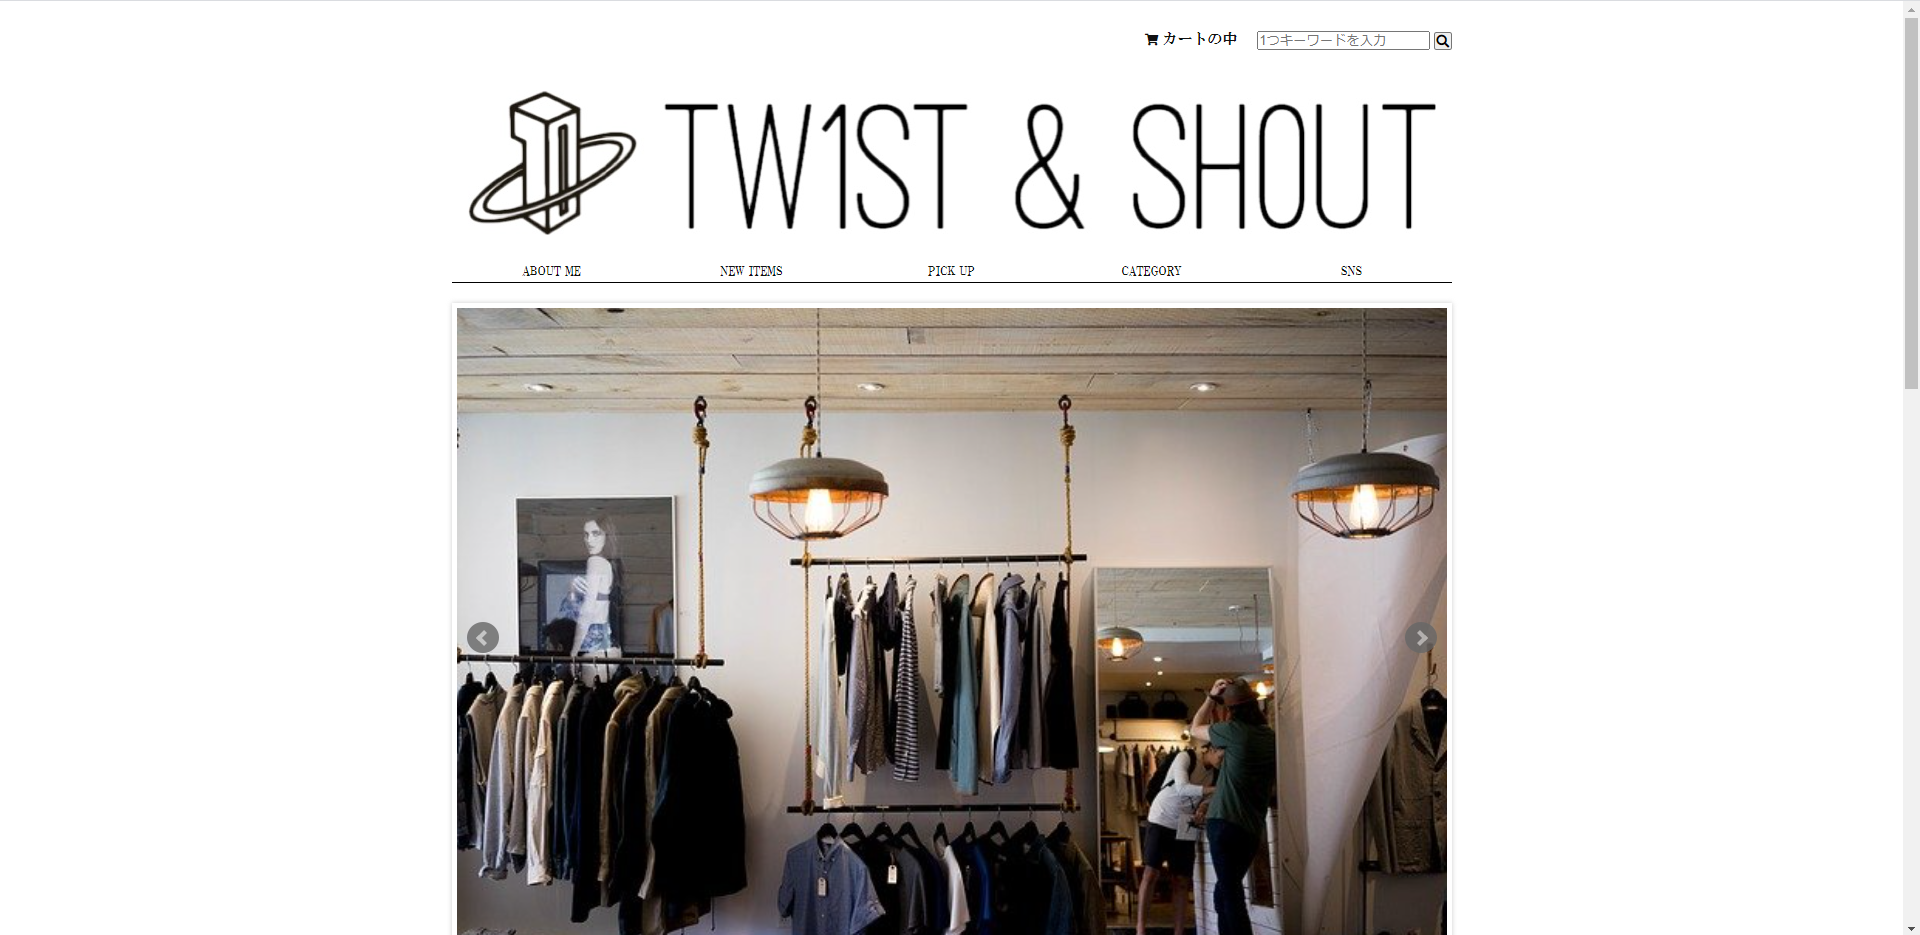 カートの中
1つキーワードを入力
TW1ST & SHOUT
ABOUT ME
NEW ITEMS
PICK UP
CATEGORY
SNS